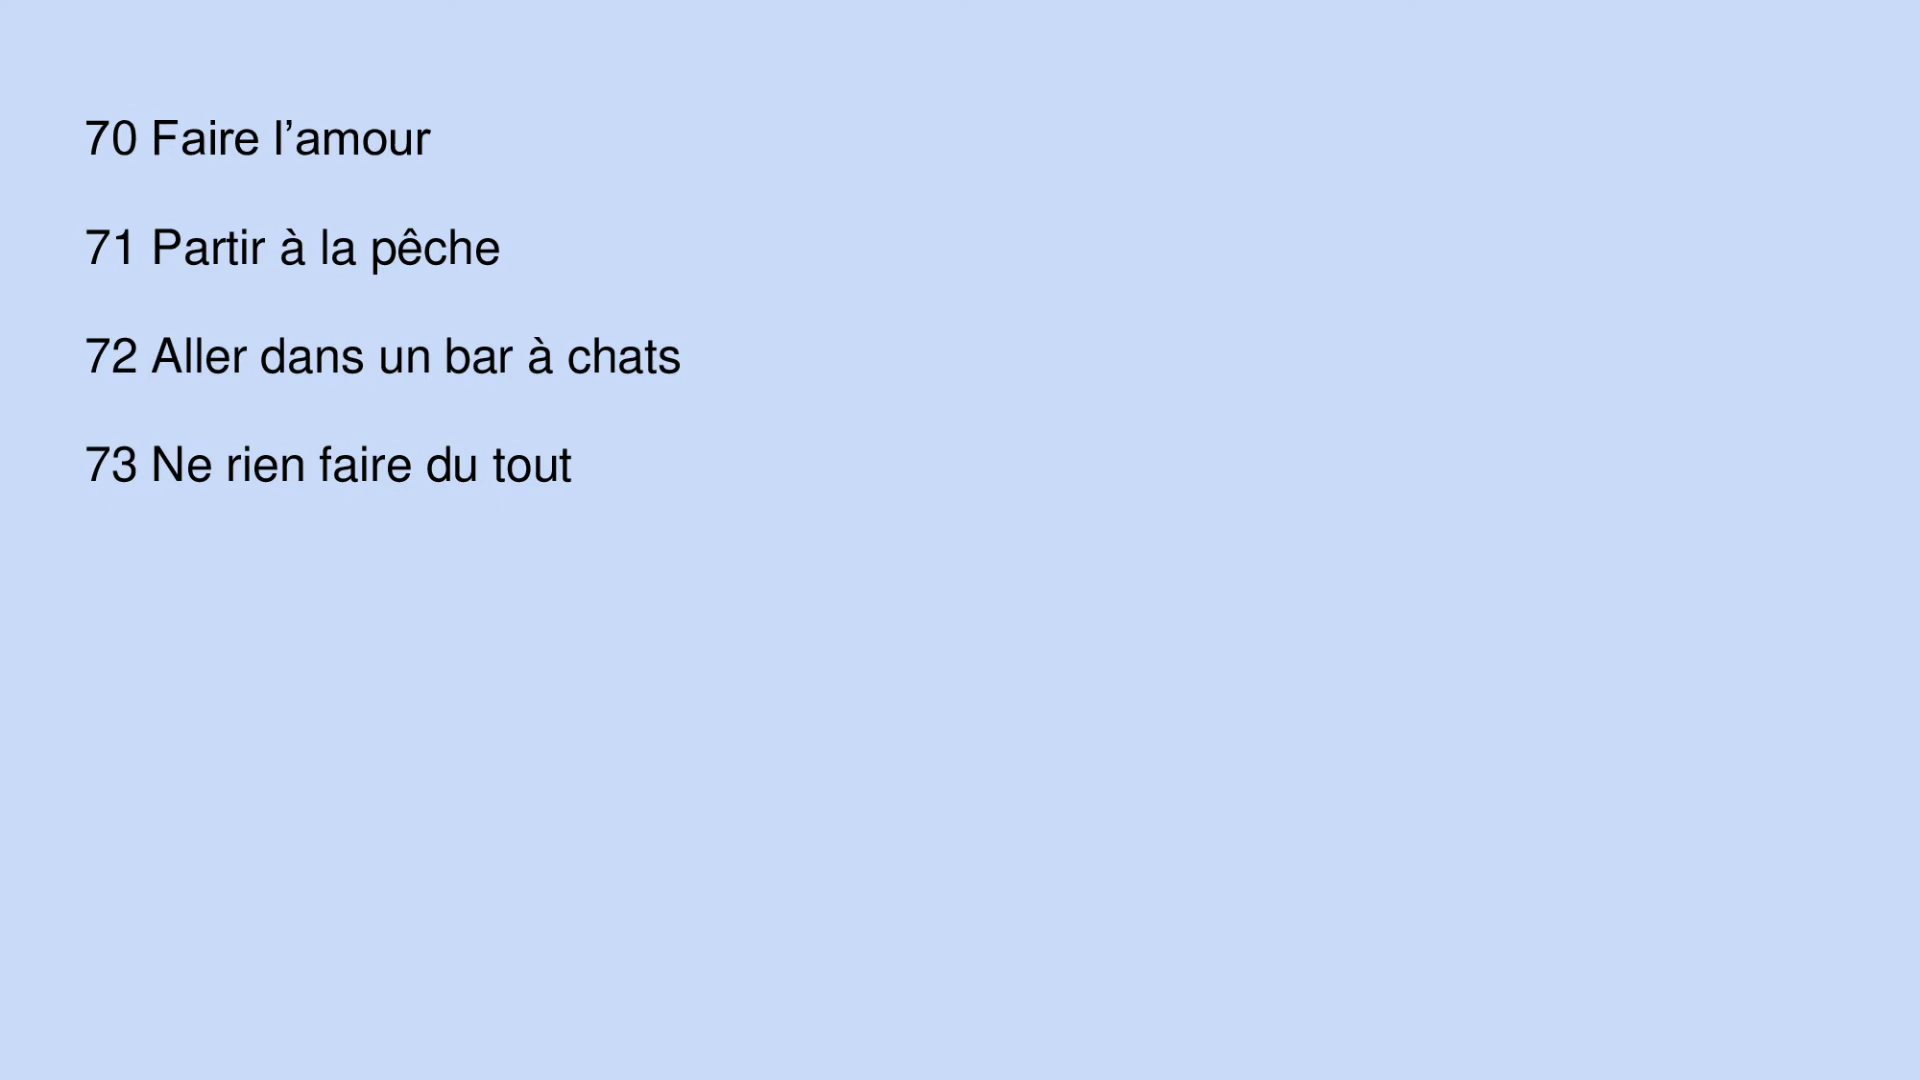 70 Faire l’amour
71 Partir à la pêche
72 Aller dans un bar à chats
73 Ne rien faire du tout